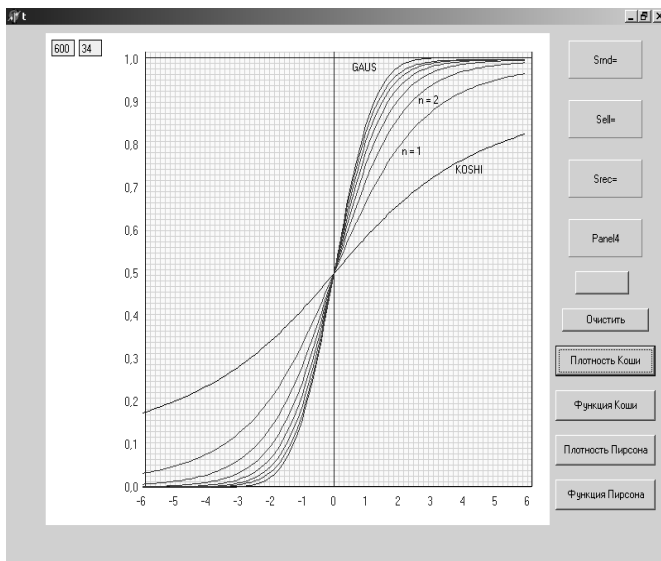 t
600 34
1,0
0,9
0,8
0,7
0,6
0,5
0,4
0,3
0,2
0,1
0,0
-6 -5 -4 -3 -2 -1 0 1 2 3 4 5 6
GAUS
n = 2
n = 1
KOSHI
Srnd=
Sell=
Srec=
Panel4
Очистить
Плотность Коши
Функция Коши
Плотность Пирсона
Функция Пирсона